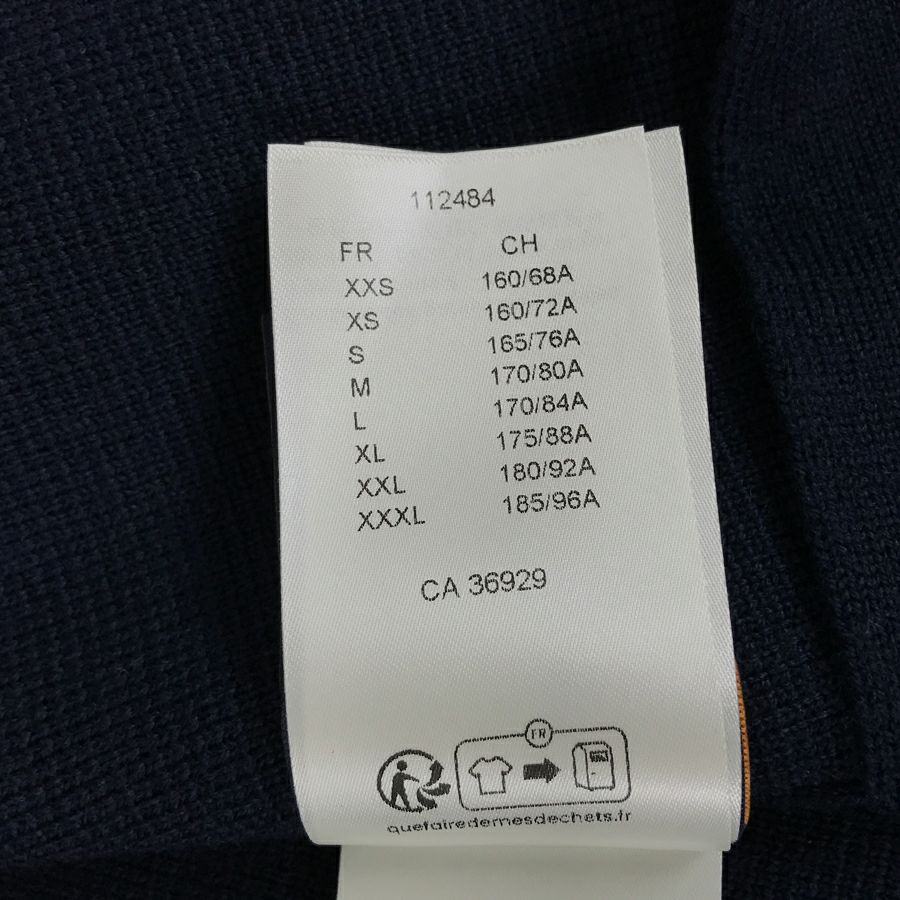 112484
FR CH
XXS 160/68A
XS 160/72A
S 165/76A
M 170/80A
L 170/84A
XL 175/88A
XXL 180/92A
XXXL 185/96A
CA 36929
FR
quefairedemesdechets.fr